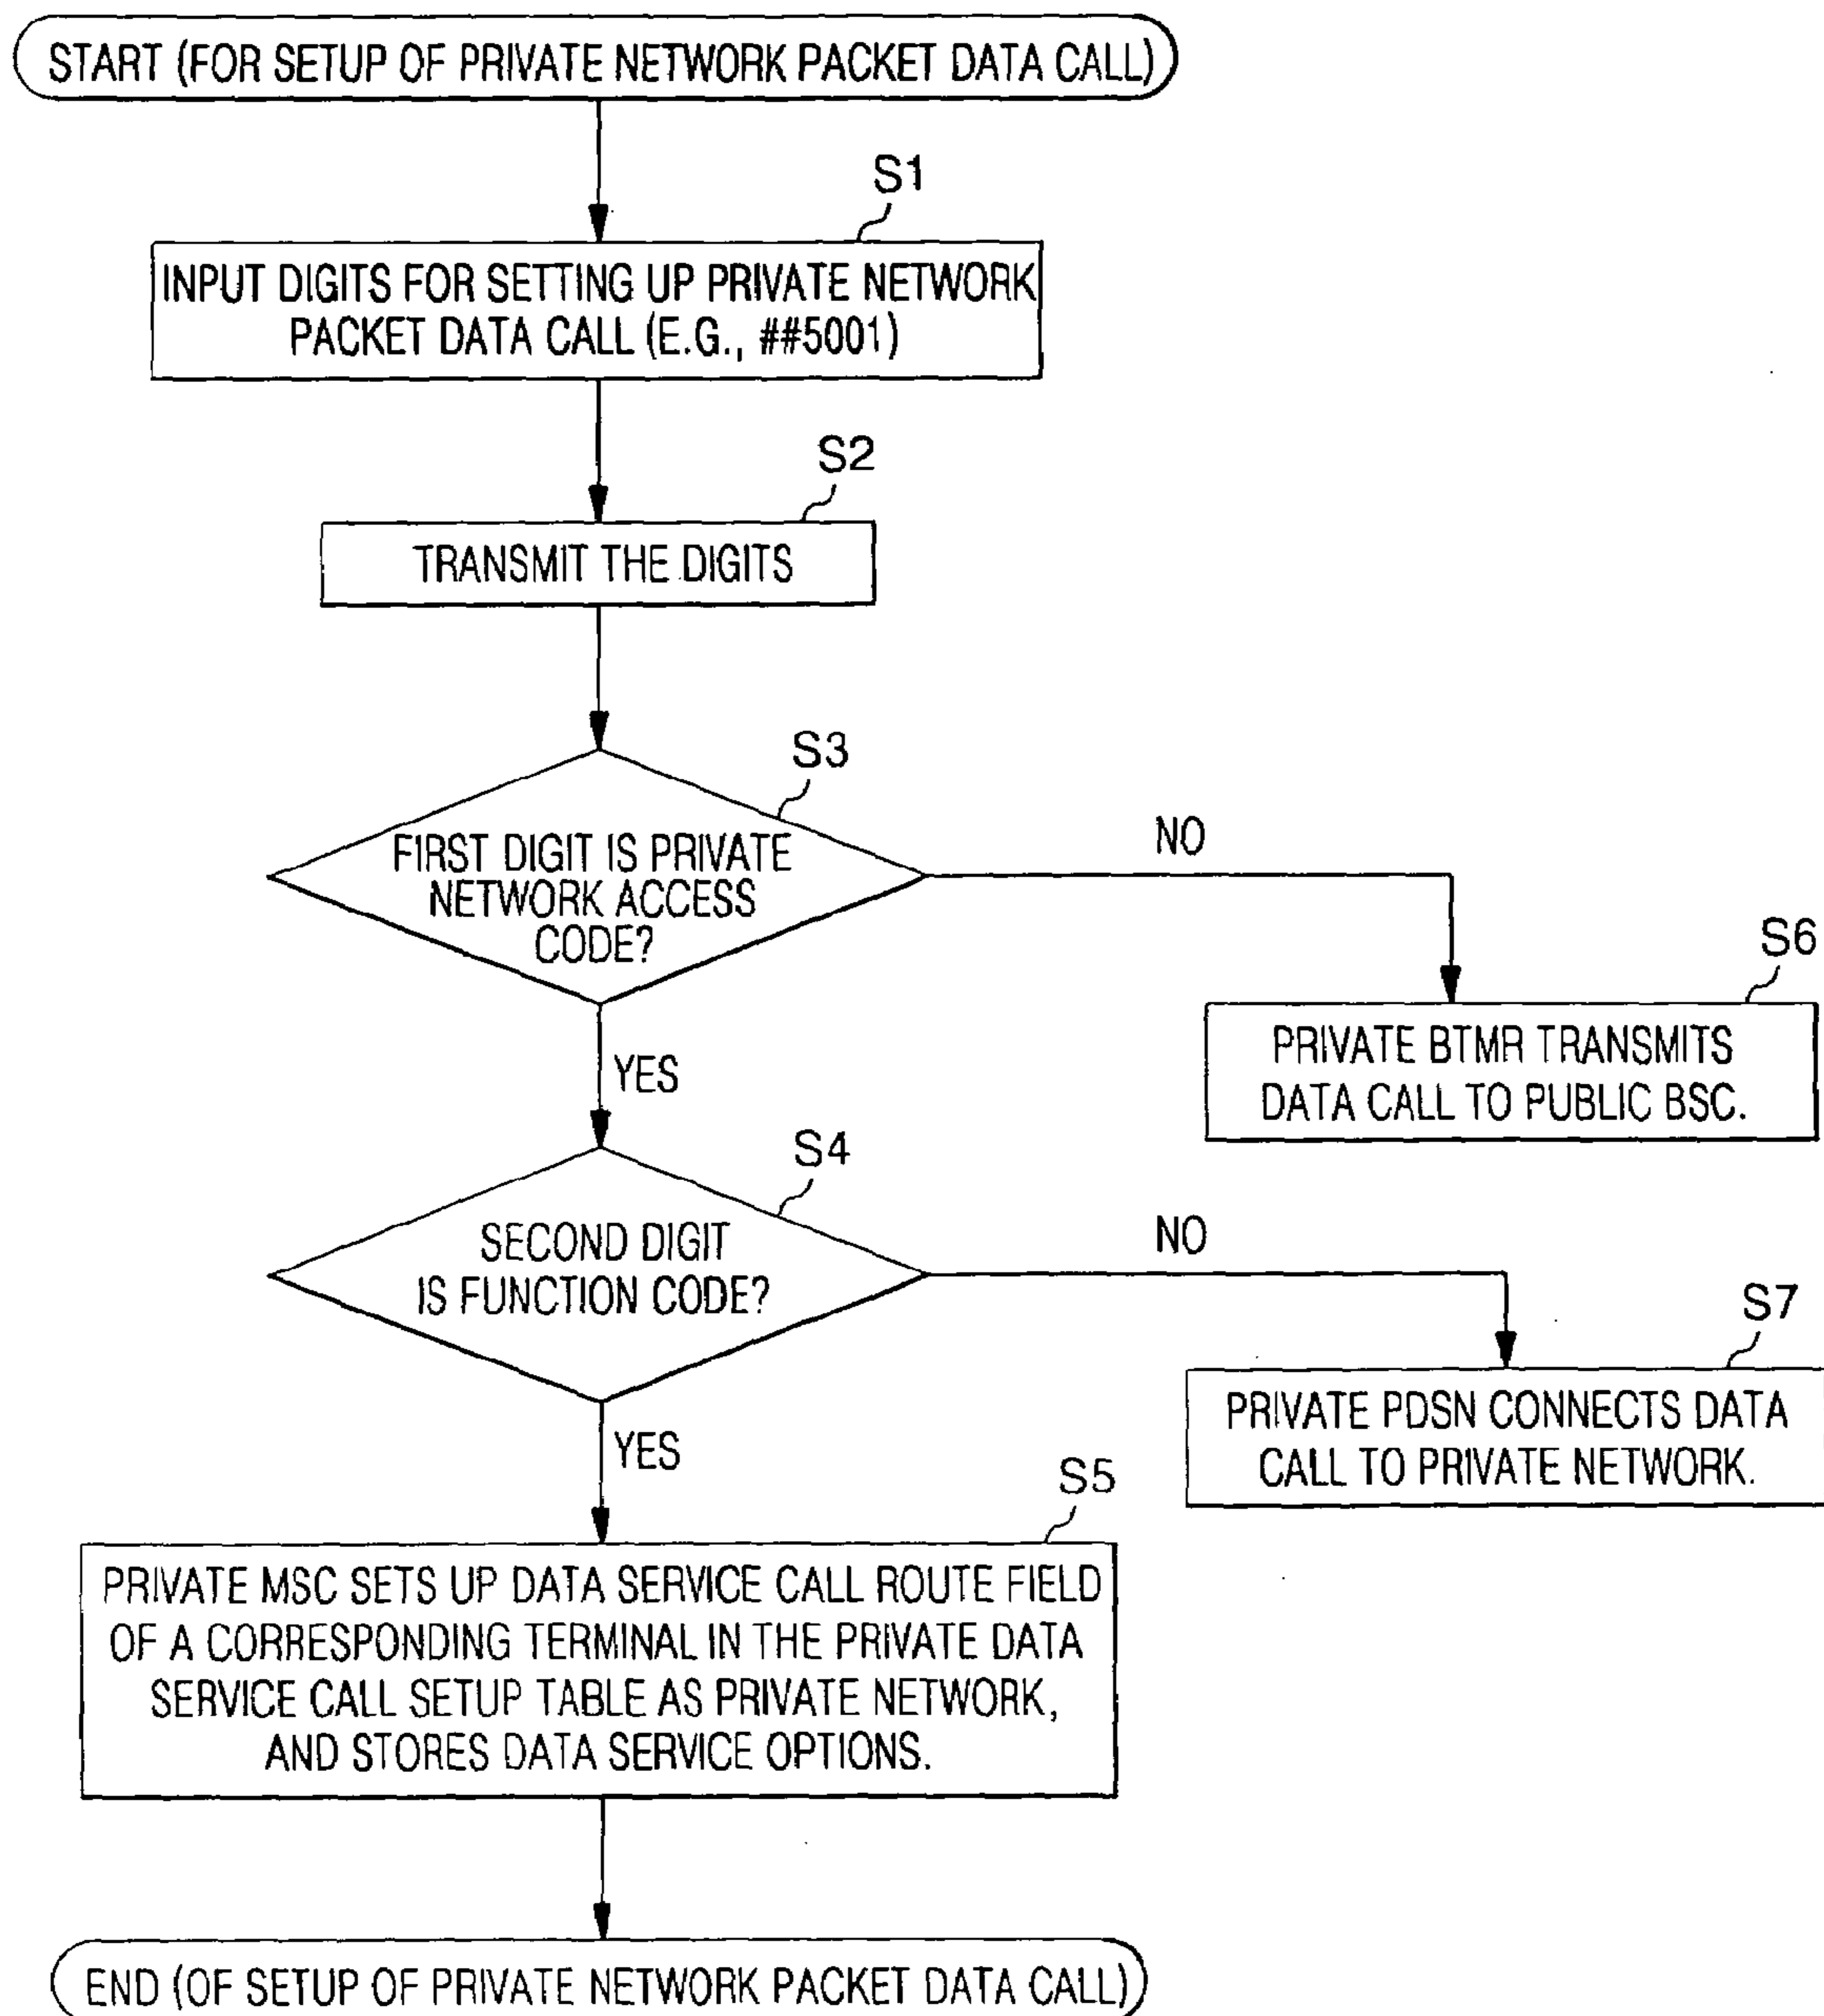 START (FOR SETUP OF PRIVATE NETWORK PACKET DATA CALL)
S1
INPUT DIGITS FOR SETTING UP PRIVATE NETWORK
PACKET DATA CALL (E.G., ##5001)
S2
TRANSMIT THE DIGITS
S3
FIRST DIGIT IS PRIVATE
NETWORK ACCESS
CODE?
NO
S6
PRIVATE BTMR TRANSMITS
DATA CALL TO PUBLIC BSC.
YES
S4
SECOND DIGIT
IS FUNCTION CODE?
NO
S7
PRIVATE PDSN CONNECTS DATA
CALL TO PRIVATE NETWORK.
YES
S5
PRIVATE MSC SETS UP DATA SERVICE CALL ROUTE FIELD
OF A CORRESPONDING TERMINAL IN THE PRIVATE DATA
SERVICE CALL SETUP TABLE AS PRIVATE NETWORK,
AND STORES DATA SERVICE OPTIONS.
END (OF SETUP OF PRIVATE NETWORK PACKET DATA CALL)